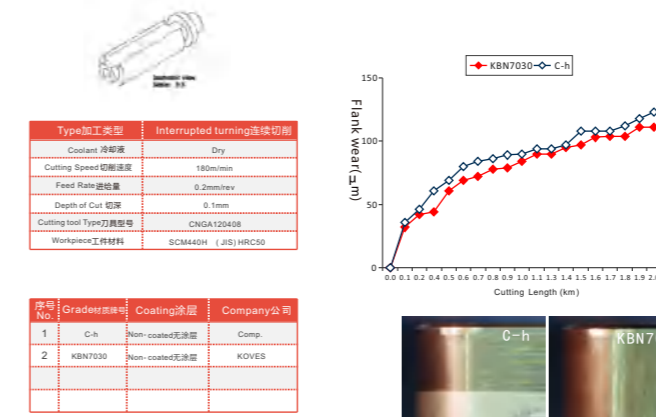 Type加工类型 Interrupted turning连续切削
Coolant 冷却液 Dry
Cutting Speed切削速度 180m/min
Feed Rate进给量 0.2mm/rev
Depth of Cut 切深 0.1mm
Cutting tool Type刀具型号 CNGA120408
Workpiece工件材料 SCM440H (JIS) HRC50
序号 No. Grade材质牌号 Coating涂层 Company公司
1 C-h Non-coated无涂层 Comp.
2 KBN7030 Non-coated无涂层 KOVES
KBN7030 C-h
Flank wear(μm)
150
100
50
0
0.0 0.1 0.2 0.4 0.5 0.6 0.7 0.8 0.9 1.0 1.1 1.3 1.4 1.5 1.6 1.7 1.8 1.9 2.0
Cutting Length (km)
C-h
KBN70